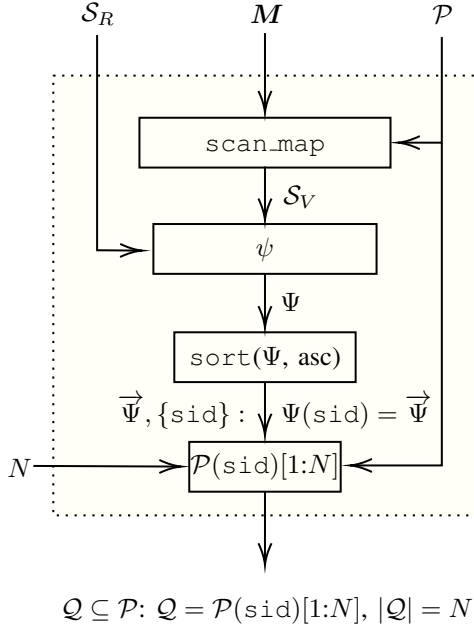 𝒮_R M 𝒫
scan_map
𝒮_V
ψ
Ψ
sort(Ψ, asc)
Ψ⃗, {sid} : Ψ(sid) = Ψ⃗
N 𝒫(sid)[1:N]
𝒬 ⊆ 𝒫: 𝒬 = 𝒫(sid)[1:N], |𝒬| = N